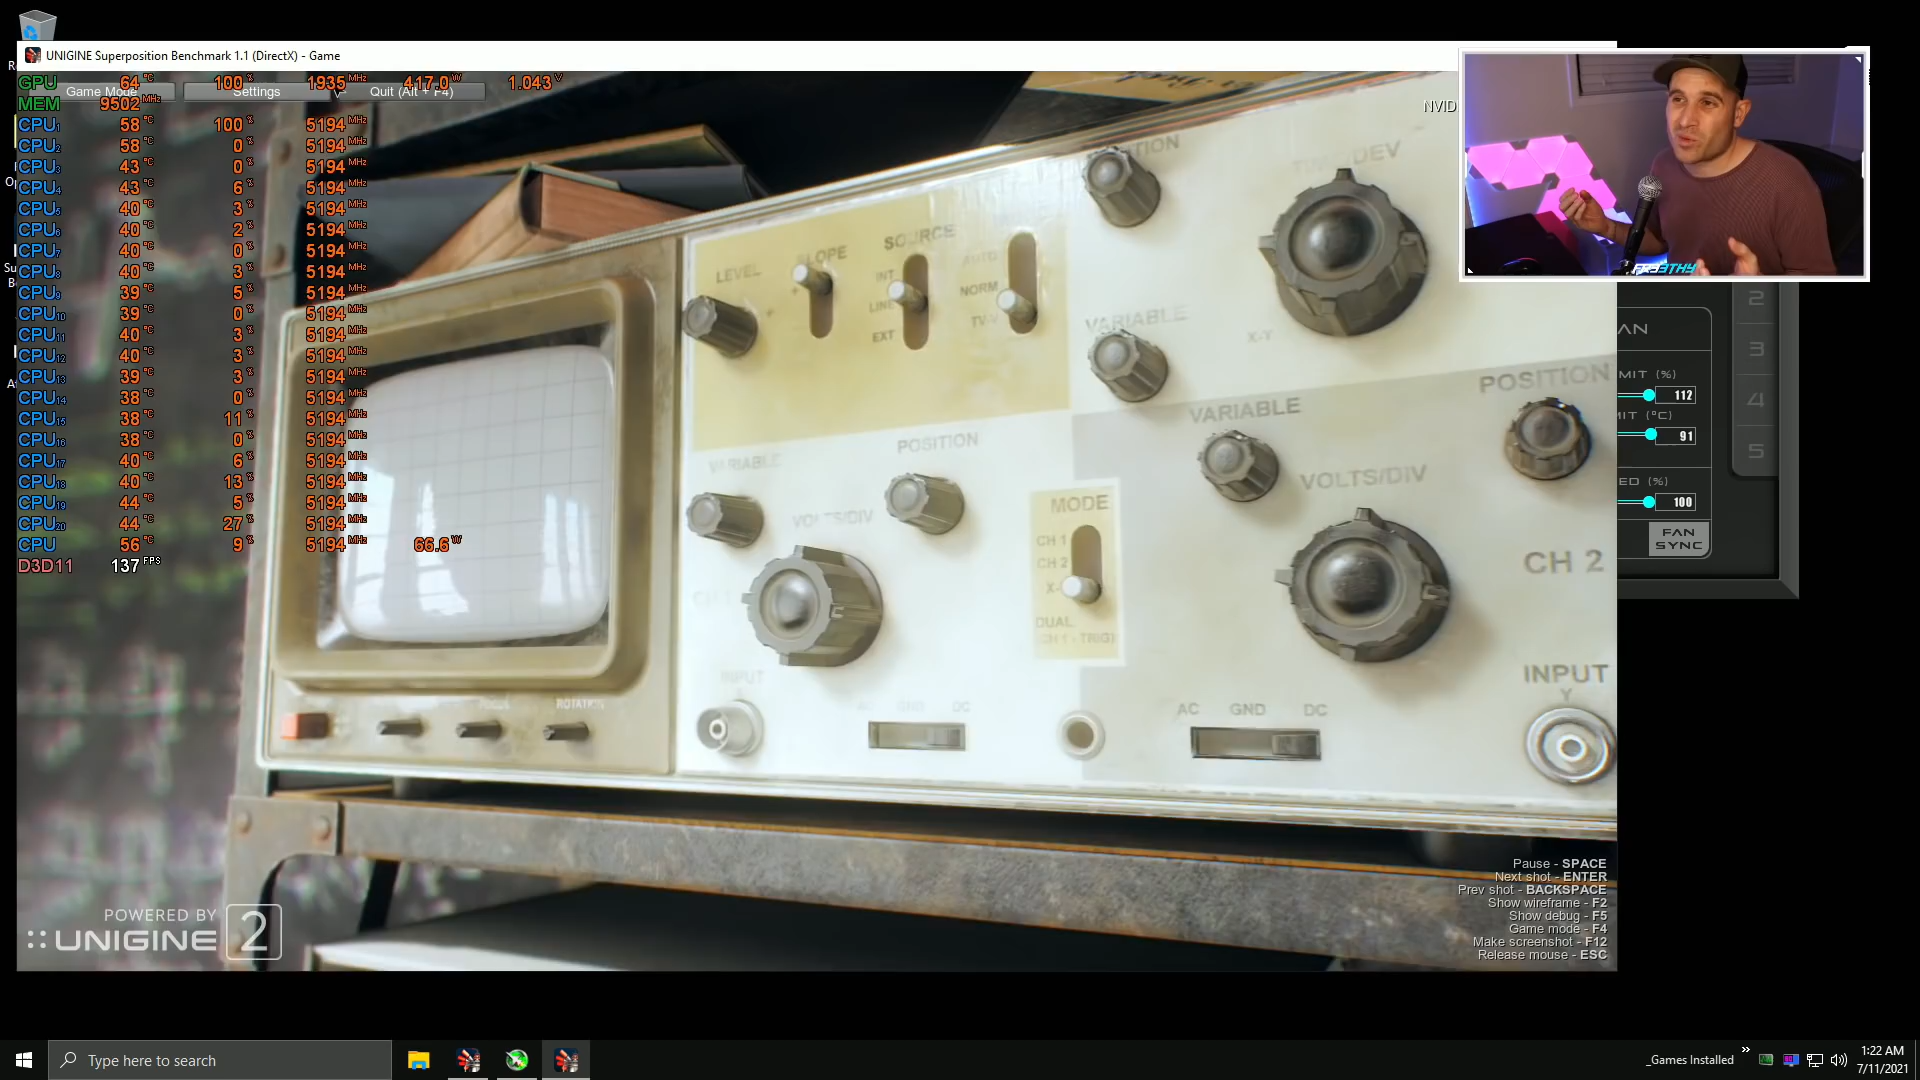 UNIGINE Superposition Benchmark 1.1 (DirectX) - Game
Game Mode
Settings
Quit (Alt + F4)
GPU 64 °C 100 % 1935 MHz 417.0 W 1.043 V
MEM 9502 MHz
CPU1 58 °C 100 % 5194 MHz
CPU2 58 °C 0 % 5194 MHz
CPU3 43 °C 0 % 5194 MHz
CPU4 43 °C 6 % 5194 MHz
CPU5 40 °C 3 % 5194 MHz
CPU6 40 °C 2 % 5194 MHz
CPU7 40 °C 0 % 5194 MHz
CPU8 40 °C 3 % 5194 MHz
CPU9 39 °C 5 % 5194 MHz
CPU10 39 °C 0 % 5194 MHz
CPU11 40 °C 3 % 5194 MHz
CPU12 40 °C 3 % 5194 MHz
CPU13 39 °C 3 % 5194 MHz
CPU14 38 °C 0 % 5194 MHz
CPU15 38 °C 11 % 5194 MHz
CPU16 38 °C 0 % 5194 MHz
CPU17 40 °C 6 % 5194 MHz
CPU18 40 °C 13 % 5194 MHz
CPU19 44 °C 5 % 5194 MHz
CPU20 44 °C 27 % 5194 MHz
CPU 56 °C 9 % 5194 MHz 66.6 W
D3D11 137 FPS
NVID
FR33THY
LEVEL
+
SLOPE
+
SOURCE
INT
LINE
EXT
AUTO
NORM
TV-V
VARIABLE
X-Y
POSITION
VARIABLE
VOLTS/DIV
POSITION
VARIABLE
VOLTS/DIV
MODE
CH 1
CH 2
DUAL
CH 1 - TRIG
CH 1
CH 2
INPUT
AC GND DC
AC GND DC
INPUT
Y
FOCUS
ROTATION
AN
MIT (%)
112
MIT (°C)
91
ED (%)
100
FAN
SYNC
2
3
4
5
Pause - SPACE
Next shot - ENTER
Prev shot - BACKSPACE
Show wireframe - F2
Show debug - F5
Game mode - F4
Make screenshot - F12
Release mouse - ESC
POWERED BY
UNIGINE 2
Type here to search
_Games Installed
1:22 AM
7/11/2021